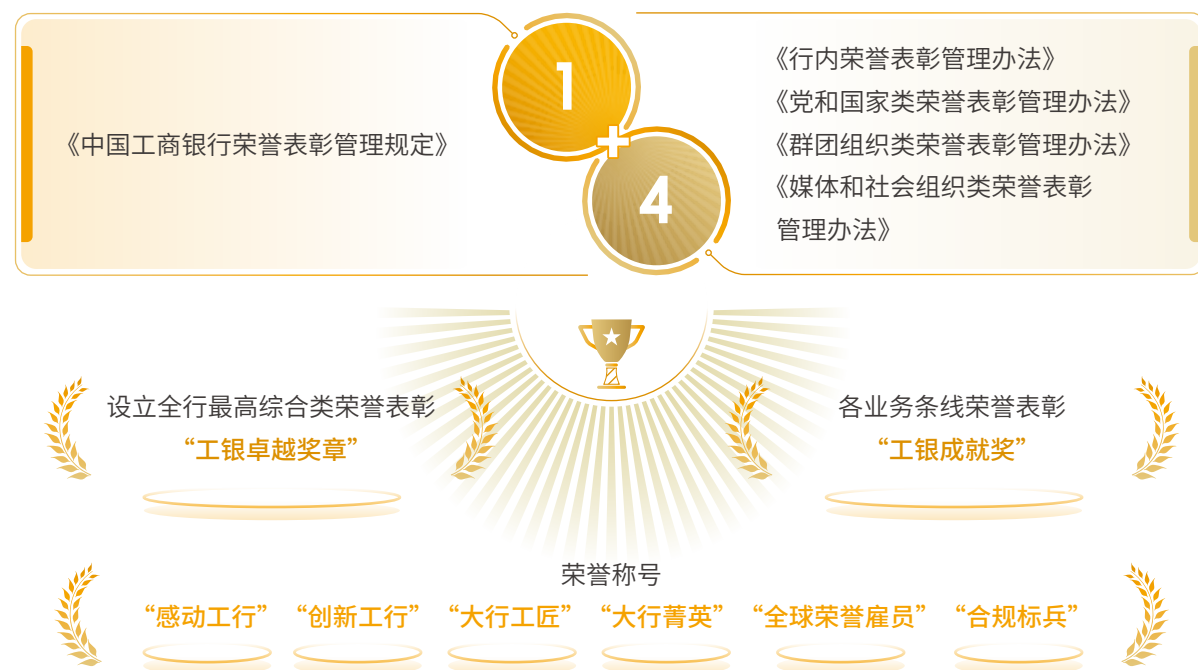 《中国工商银行荣誉表彰管理规定》
1
+
4
《行内荣誉表彰管理办法》
《党和国家类荣誉表彰管理办法》
《群团组织类荣誉表彰管理办法》
《媒体和社会组织类荣誉表彰
管理办法》
设立全行最高综合类荣誉表彰
“工银卓越奖章”
各业务条线荣誉表彰
“工银成就奖”
荣誉称号
“感动工行” “创新工行” “大行工匠” “大行菁英” “全球荣誉雇员” “合规标兵”